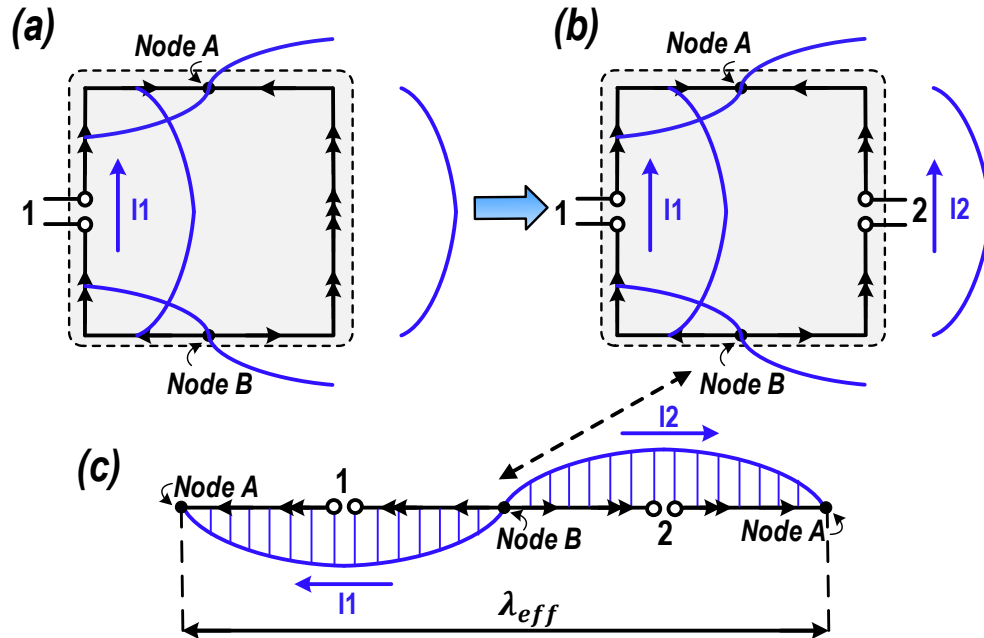 (a)
Node A
1
I1
Node B
(b)
Node A
1
I1
2
I2
Node B
(c)
I2
Node A
1
Node B
2
Node A
I1
λeff